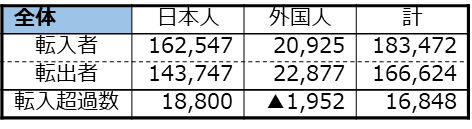 全体 日本人 外国人 計
転入者 162,547 20,925 183,472
転出者 143,747 22,877 166,624
転入超過数 18,800 ▲1,952 16,848